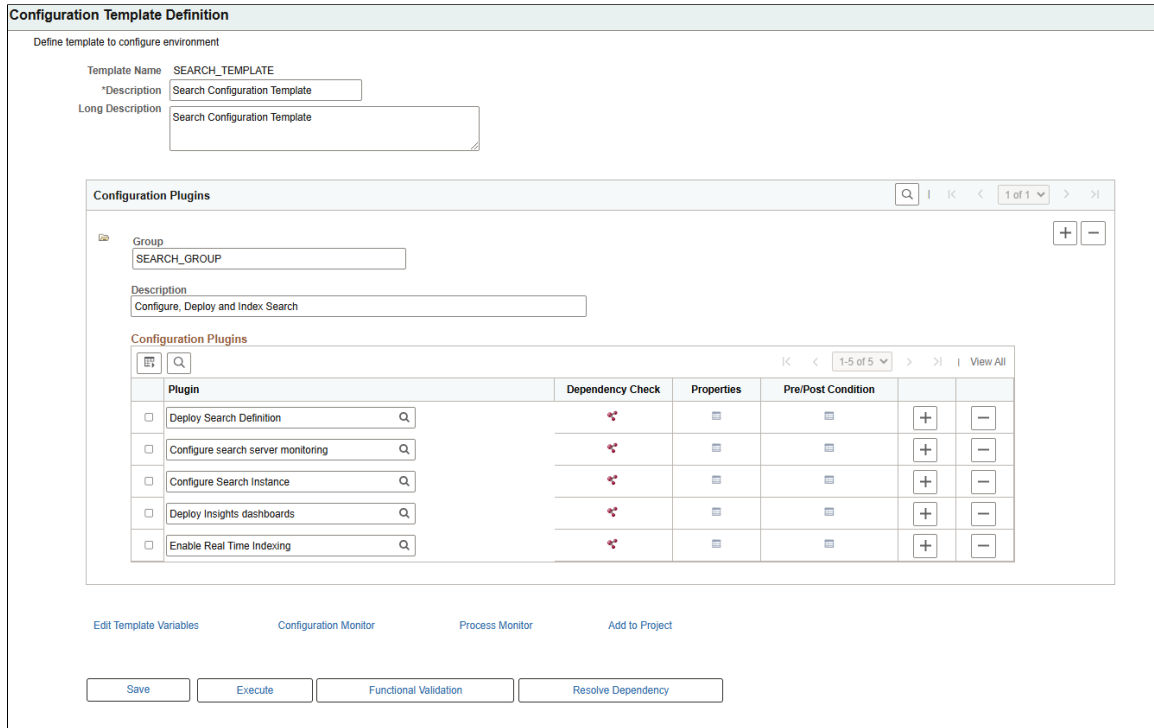 Configuration Template Definition
Define template to configure environment
Template Name SEARCH_TEMPLATE
*Description Search Configuration Template
Long Description Search Configuration Template
Configuration Plugins 1 of 1
Group
SEARCH_GROUP
Description
Configure, Deploy and Index Search
Configuration Plugins
1-5 of 5 View All
Plugin Dependency Check Properties Pre/Post Condition
Deploy Search Definition
Configure search server monitoring
Configure Search Instance
Deploy Insights dashboards
Enable Real Time Indexing
Edit Template Variables Configuration Monitor Process Monitor Add to Project
Save Execute Functional Validation Resolve Dependency